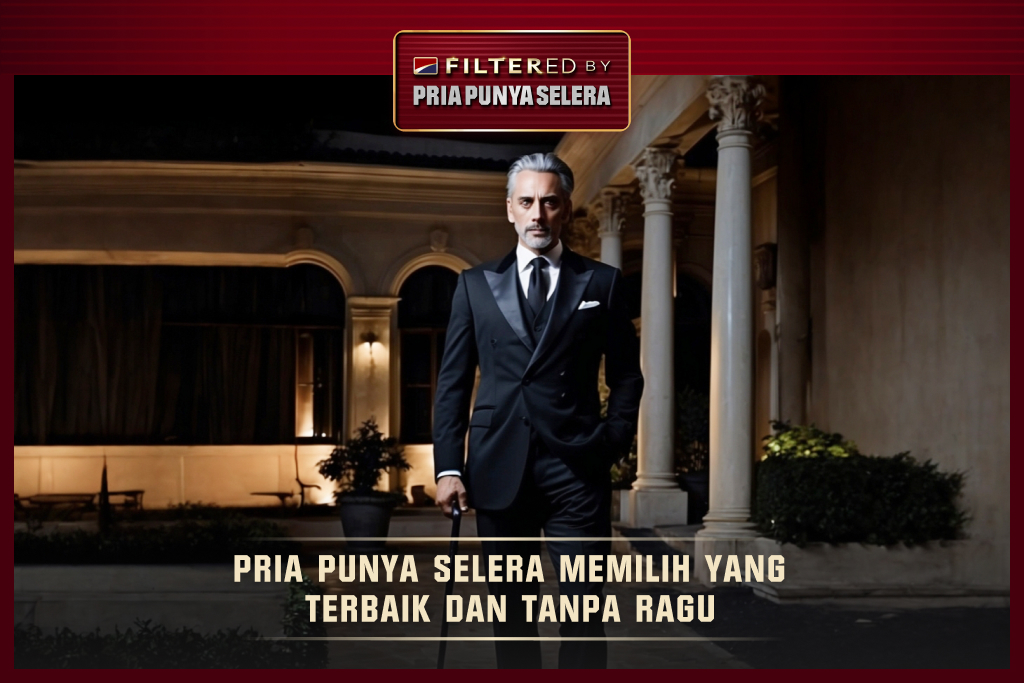 FILTERED BY
PRIA PUNYA SELERA
PRIA PUNYA SELERA MEMILIH YANG
TERBAIK DAN TANPA RAGU